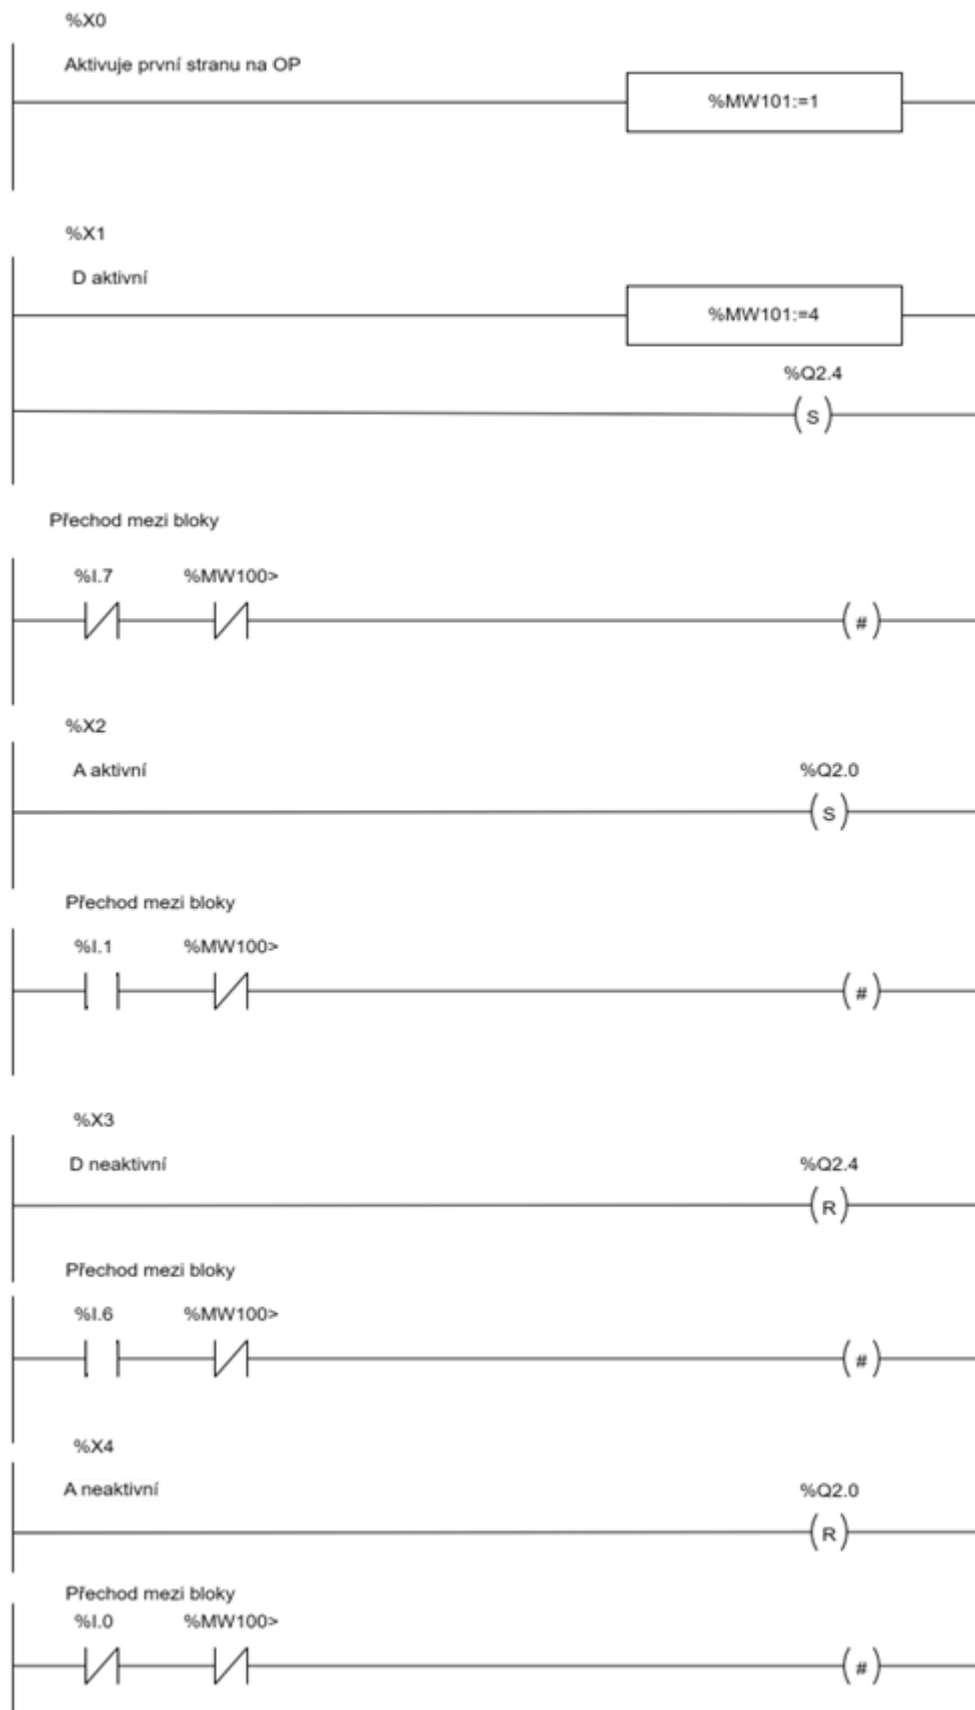 %X0
Aktivuje první stranu na OP
%MW101:=1
%X1
D aktivní
%MW101:=4
%Q2.4
S
Přechod mezi bloky
%I.7 %MW100>
#
%X2
A aktivní %Q2.0
S
Přechod mezi bloky
%I.1 %MW100>
#
%X3
D neaktivní %Q2.4
R
Přechod mezi bloky
%I.6 %MW100>
#
%X4
A neaktivní %Q2.0
R
Přechod mezi bloky
%I.0 %MW100>
#